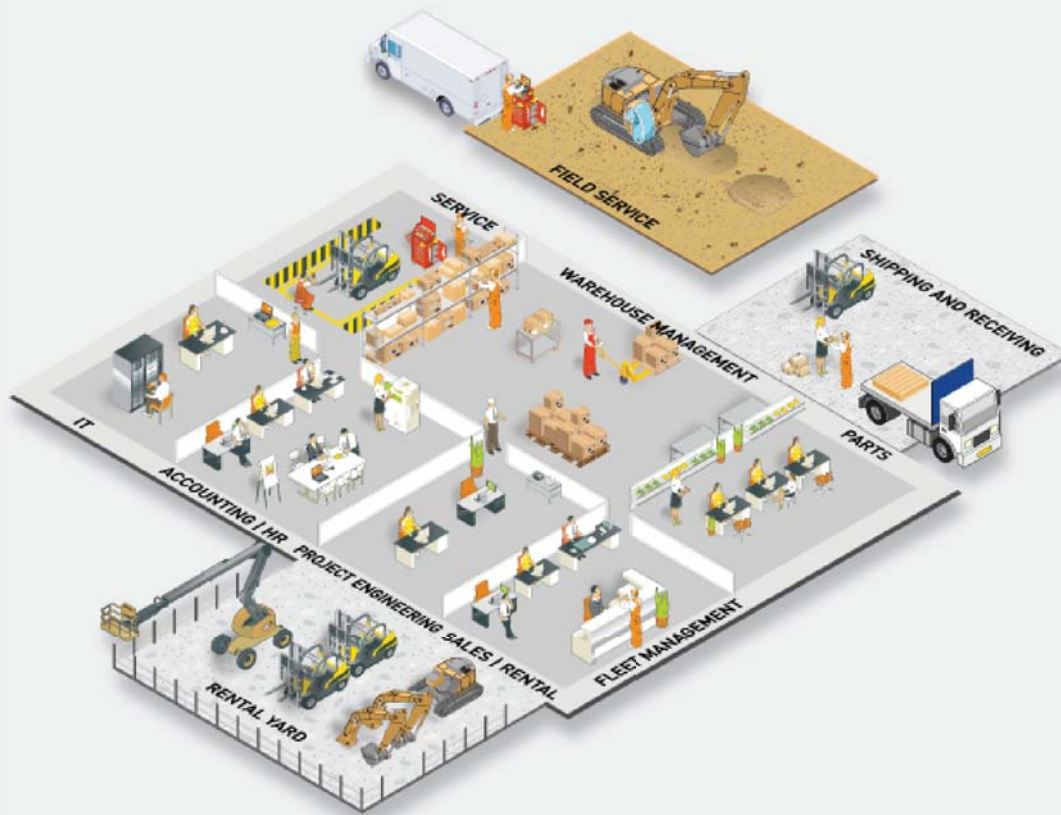 FIELD SERVICE
SERVICE
WAREHOUSE MANAGEMENT
SHIPPING AND RECEIVING
PARTS
IT
ACCOUNTING / HR
PROJECT ENGINEERING
SALES / RENTAL
FLEET MANAGEMENT
RENTAL YARD